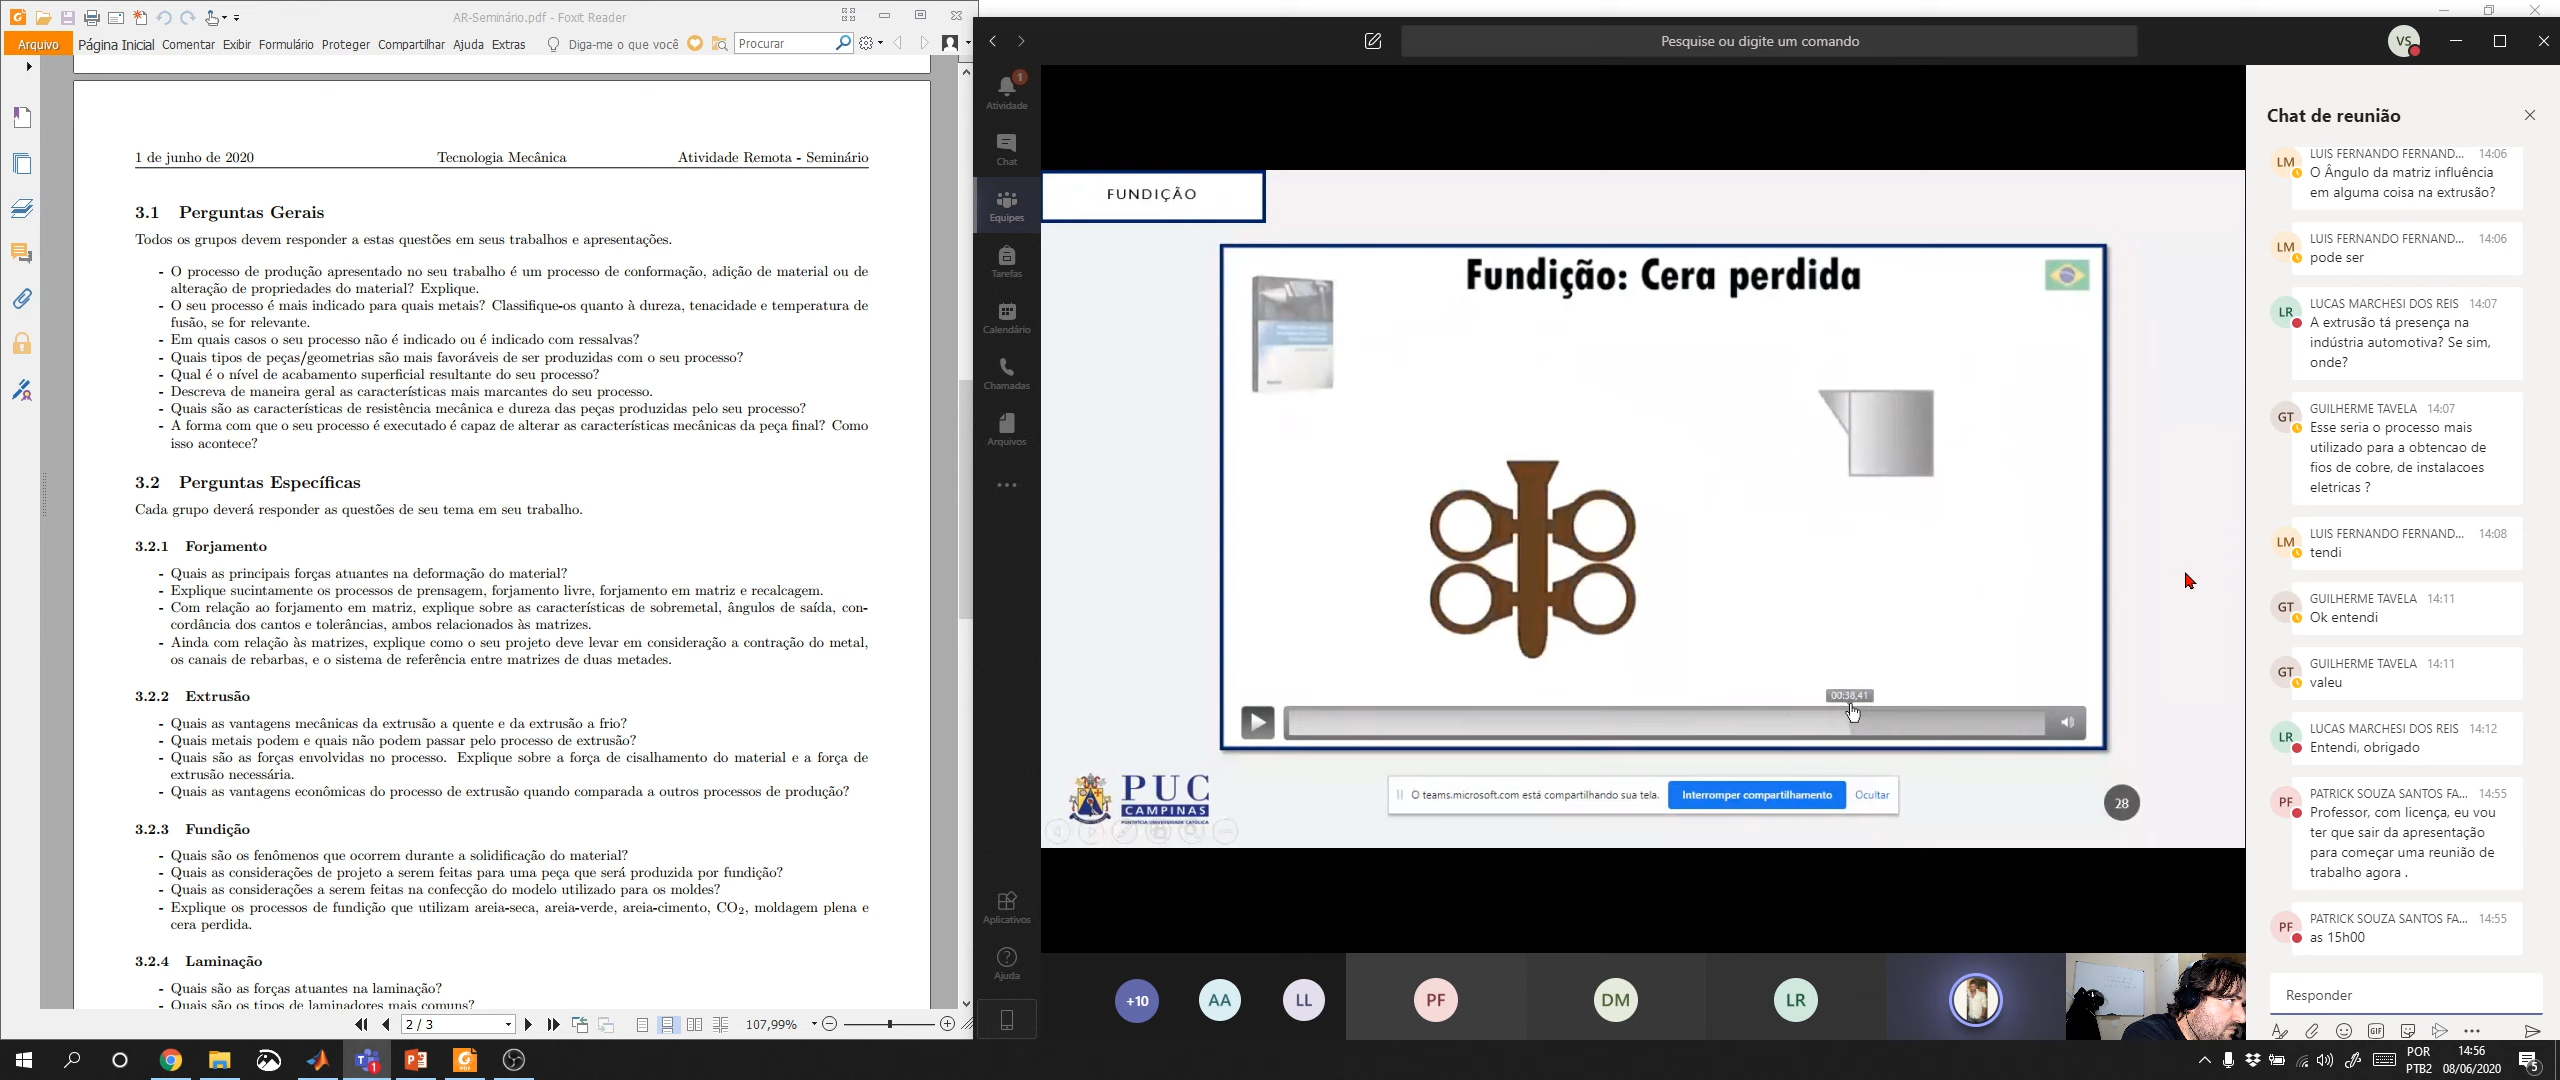 AR-Seminário.pdf - Foxit Reader
Arquivo Página Inicial Comentar Exibir Formulário Proteger Compartilhar Ajuda Extras Diga-me o que você Procurar
1 de junho de 2020 Tecnologia Mecânica Atividade Remota - Seminário
3.1 Perguntas Gerais
Todos os grupos devem responder a estas questões em seus trabalhos e apresentações.
- O processo de produção apresentado no seu trabalho é um processo de conformação, adição de material ou de
alteração de propriedades do material? Explique.
- O seu processo é mais indicado para quais metais? Classifique-os quanto à dureza, tenacidade e temperatura de
fusão, se for relevante.
- Em quais casos o seu processo não é indicado ou é indicado com ressalvas?
- Quais tipos de peças/geometrias são mais favoráveis de ser produzidas com o seu processo?
- Qual é o nível de acabamento superficial resultante do seu processo?
- Descreva de maneira geral as características mais marcantes do seu processo.
- Quais são as características de resistência mecânica e dureza das peças produzidas pelo seu processo?
- A forma com que o seu processo é executado é capaz de alterar as características mecânicas da peça final? Como
isso acontece?
3.2 Perguntas Específicas
Cada grupo deverá responder as questões de seu tema em seu trabalho.
3.2.1 Forjamento
- Quais as principais forças atuantes na deformação do material?
- Explique sucintamente os processos de prensagem, forjamento livre, forjamento em matriz e recalcagem.
- Com relação ao forjamento em matriz, explique sobre as características de sobremetal, ângulos de saída, con-
cordância dos cantos e tolerâncias, ambos relacionados às matrizes.
- Ainda com relação às matrizes, explique como o seu projeto deve levar em consideração a contração do metal,
os canais de rebarbas, e o sistema de referência entre matrizes de duas metades.
3.2.2 Extrusão
- Quais as vantagens mecânicas da extrusão a quente e da extrusão a frio?
- Quais metais podem e quais não podem passar pelo processo de extrusão?
- Quais são as forças envolvidas no processo. Explique sobre a força de cisalhamento do material e a força de
extrusão necessária.
- Quais as vantagens econômicas do processo de extrusão quando comparada a outros processos de produção?
3.2.3 Fundição
- Quais são os fenômenos que ocorrem durante a solidificação do material?
- Quais as considerações de projeto a serem feitas para uma peça que será produzida por fundição?
- Quais as considerações a serem feitas na confecção do modelo utilizado para os moldes?
- Explique os processos de fundição que utilizam areia-seca, areia-verde, areia-cimento, CO2, moldagem plena e
cera perdida.
3.2.4 Laminação
- Quais são as forças atuantes na laminação?
- Quais são os tipos de laminadores mais comuns?
2 / 3
107,99%
Pesquise ou digite um comando
VS
1
Atividade
Chat
Equipes
Tarefas
Calendário
Chamadas
Arquivos
Aplicativos
Ajuda
FUNDIÇÃO
Fundição: Cera perdida
00:38,41
PUC
CAMPINAS
PONTIFÍCIA UNIVERSIDADE CATÓLICA
O teams.microsoft.com está compartilhando sua tela. Interromper compartilhamento Ocultar
28
+10 AA LL PF DM LR
Chat de reunião
LM LUIS FERNANDO FERNAND... 14:06
O Ângulo da matriz influência
em alguma coisa na extrusão?
LM LUIS FERNANDO FERNAND... 14:06
pode ser
LR LUCAS MARCHESI DOS REIS 14:07
A extrusão tá presença na
indústria automotiva? Se sim,
onde?
GT GUILHERME TAVELA 14:07
Esse seria o processo mais
utilizado para a obtencao de
fios de cobre, de instalacoes
eletricas ?
LM LUIS FERNANDO FERNAND... 14:08
tendi
GT GUILHERME TAVELA 14:11
Ok entendi
GT GUILHERME TAVELA 14:11
valeu
LR LUCAS MARCHESI DOS REIS 14:12
Entendi, obrigado
PF PATRICK SOUZA SANTOS FA... 14:55
Professor, com licença, eu vou
ter que sair da apresentação
para começar uma reunião de
trabalho agora .
PF PATRICK SOUZA SANTOS FA... 14:55
as 15h00
Responder
GIF
POR
PTB2
14:56
08/06/2020
5